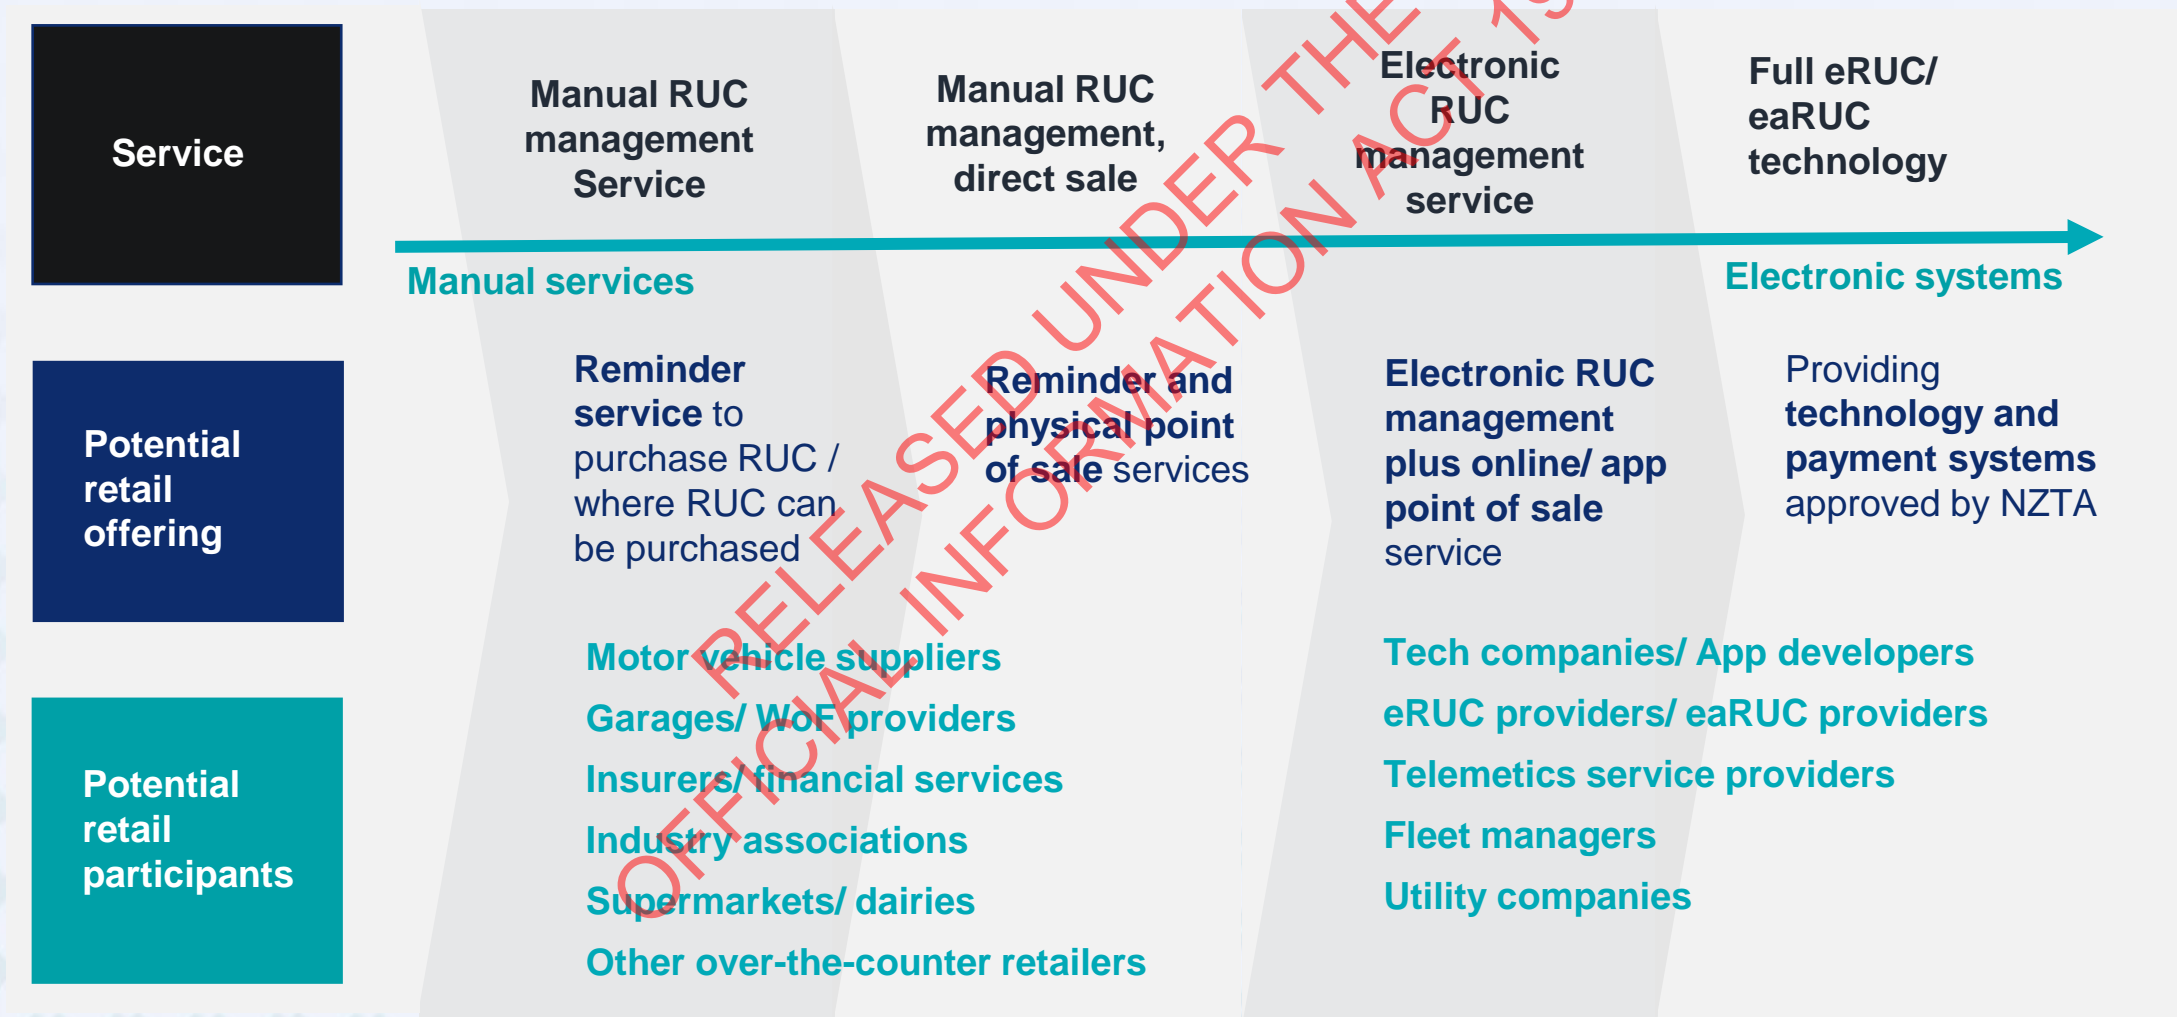 Service
Manual RUC
management
Service
Manual RUC
management,
direct sale
Electronic
RUC
management
service
Full eRUC/
eaRUC
technology
Manual services
Electronic systems
Potential
retail
offering
Reminder
service to
purchase RUC /
where RUC can
be purchased
Reminder and
physical point
of sale services
Electronic RUC
management
plus online/ app
point of sale
service
Providing
technology and
payment systems
approved by NZTA
Potential
retail
participants
Motor vehicle suppliers
Garages/ WoF providers
Insurers/ financial services
Industry associations
Supermarkets/ dairies
Other over-the-counter retailers
Tech companies/ App developers
eRUC providers/ eaRUC providers
Telemetics service providers
Fleet managers
Utility companies
RELEASED UNDER THE
OFFICIAL INFORMATION ACT 19